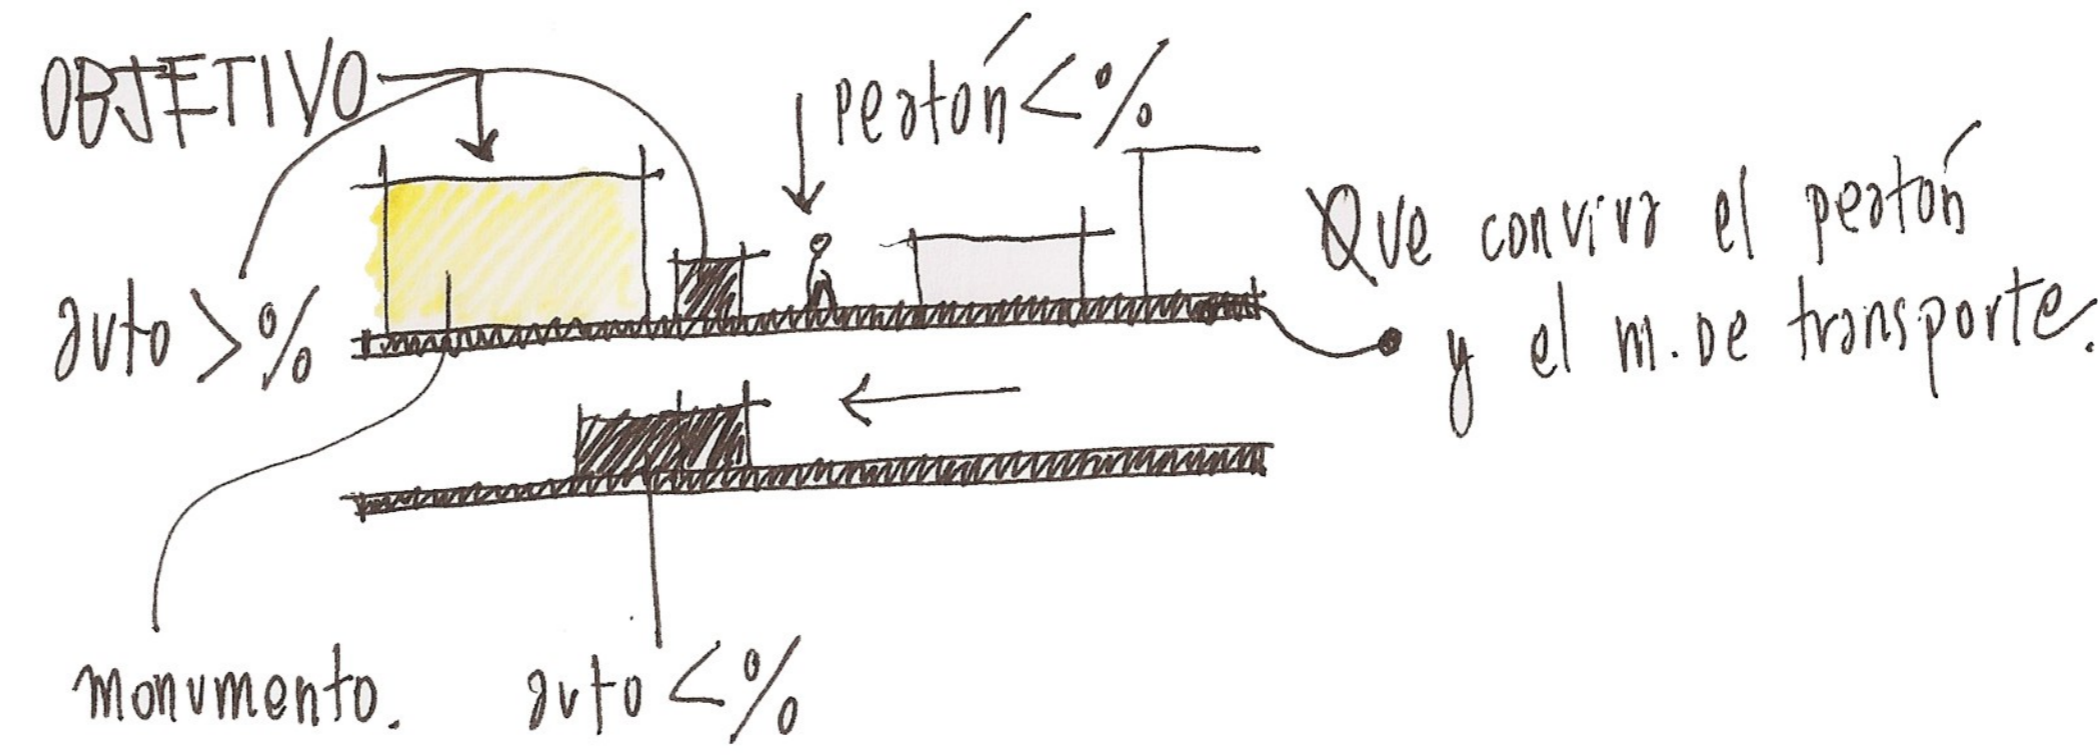 OBJETIVO
peatón < %
Que conviva el peatón
y el m. De transporte.
auto > %
monumento.
auto < %